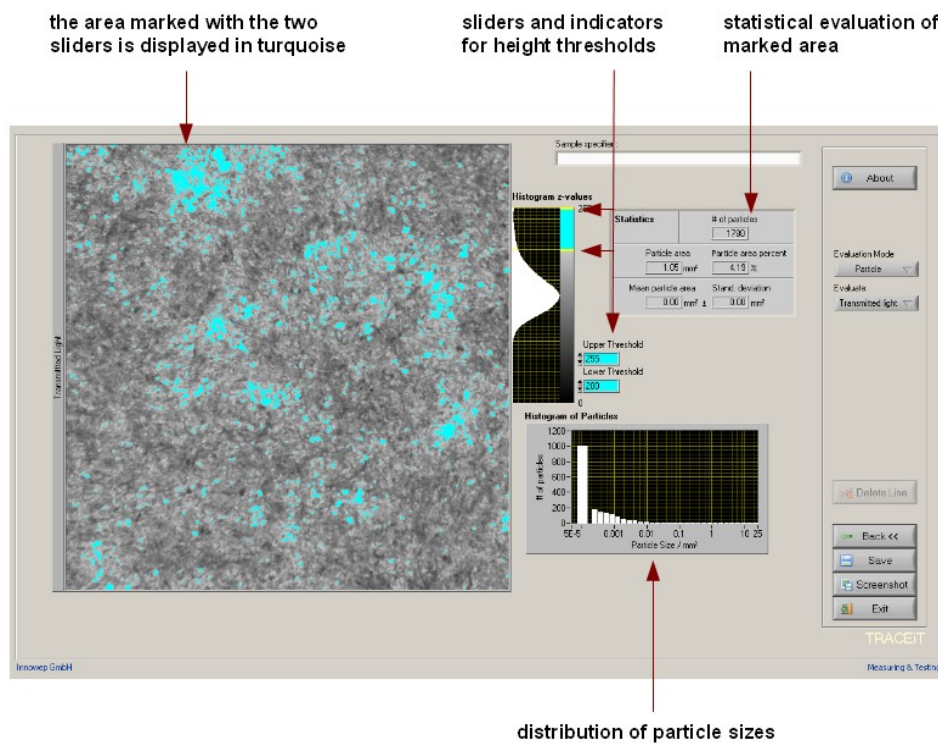 the area marked with the two
sliders is displayed in turquoise
sliders and indicators
for height thresholds
statistical evaluation of
marked area
Sample specifier:
About
Histogram z-values
Statistics
# of particles
1780
Particle area
1.05 mm²
Particle area percent
4.19 %
Mean particle area
0.00 mm² ±
Stand. deviation
0.00 mm²
Evaluation Mode
Particle
Evaluate
Transmitted light
Transmitted Light
Upper Threshold
255
Lower Threshold
200
0
Histogram of Particles
# of particles
1200
1000
800
600
400
200
0
5E-5 0.001 0.01 0.1 1 10 25
Particle Size / mm²
Delete Line
Back <<
Save
Screenshot
Exit
TRACEiT
Innowep GmbH
Measuring & Testing
distribution of particle sizes